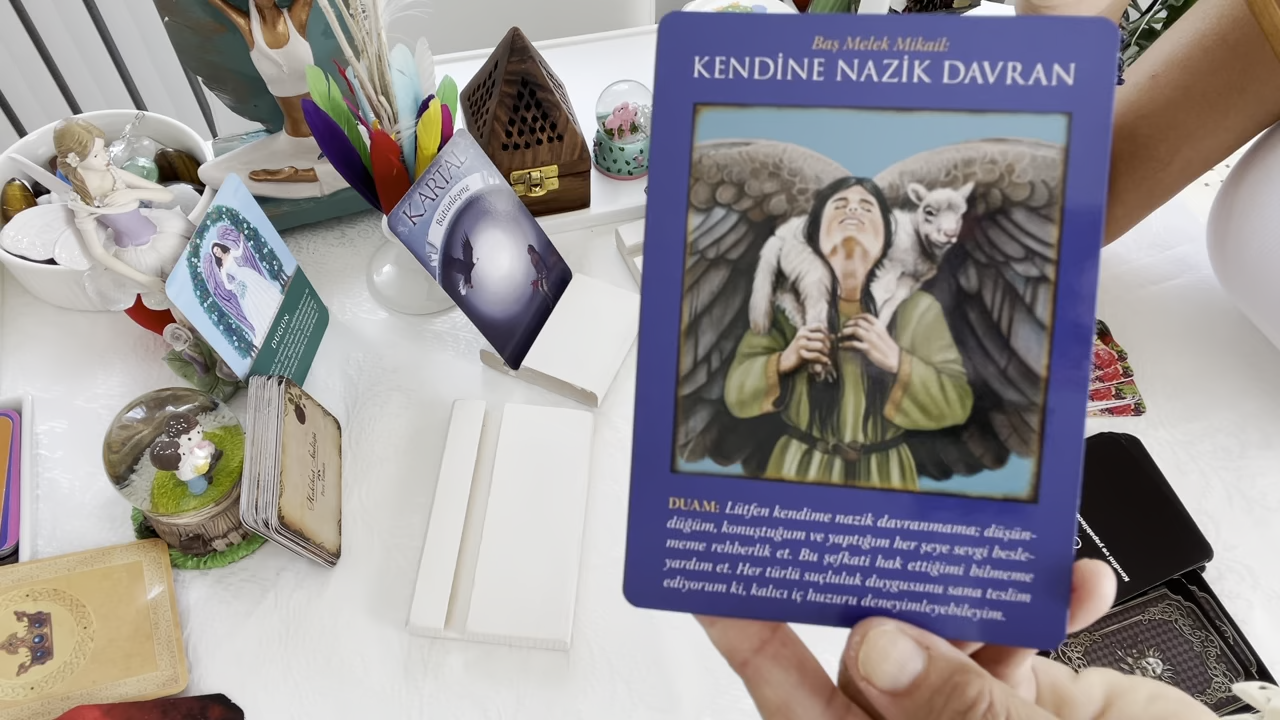 Baş Melek Mikail:
KENDİNE NAZİK DAVRAN
DUAM: Lütfen kendime nazik davranmama; düşün-
düğüm, konuştuğum ve yaptığım her şeye sevgi besle-
meme rehberlik et. Bu şefkati hak ettiğimi bilmeme
yardım et. Her türlü suçluluk duygusunu sana teslim
ediyorum ki, kalıcı iç huzuru deneyimleyebileyim.
KARTAL
Bütünleşme
DÜĞÜN